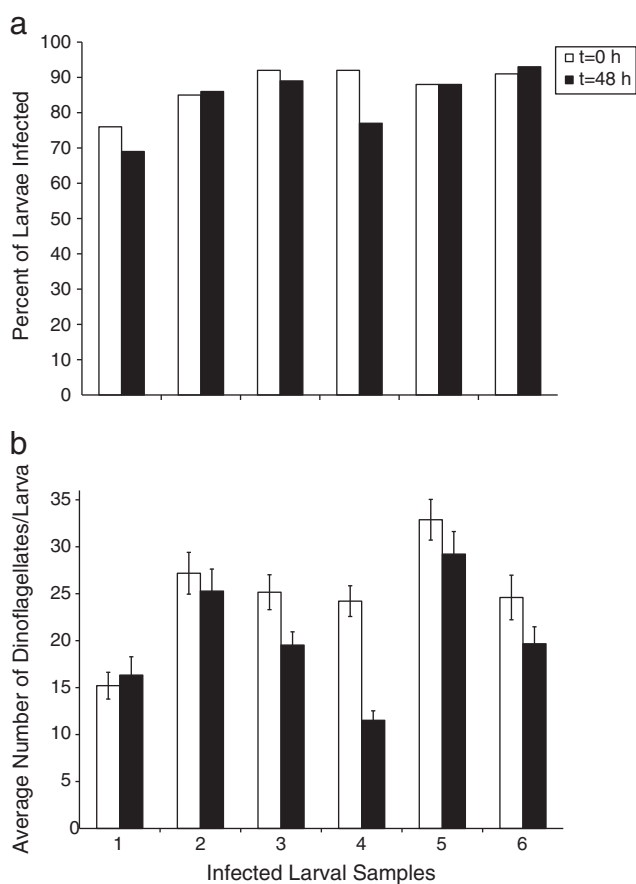 a
t=0 h
t=48 h
Percent of Larvae Infected
100
90
80
70
60
50
40
30
20
10
0
b
Average Number of Dinoflagellates/Larva
35
30
25
20
15
10
5
0
1 2 3 4 5 6
Infected Larval Samples